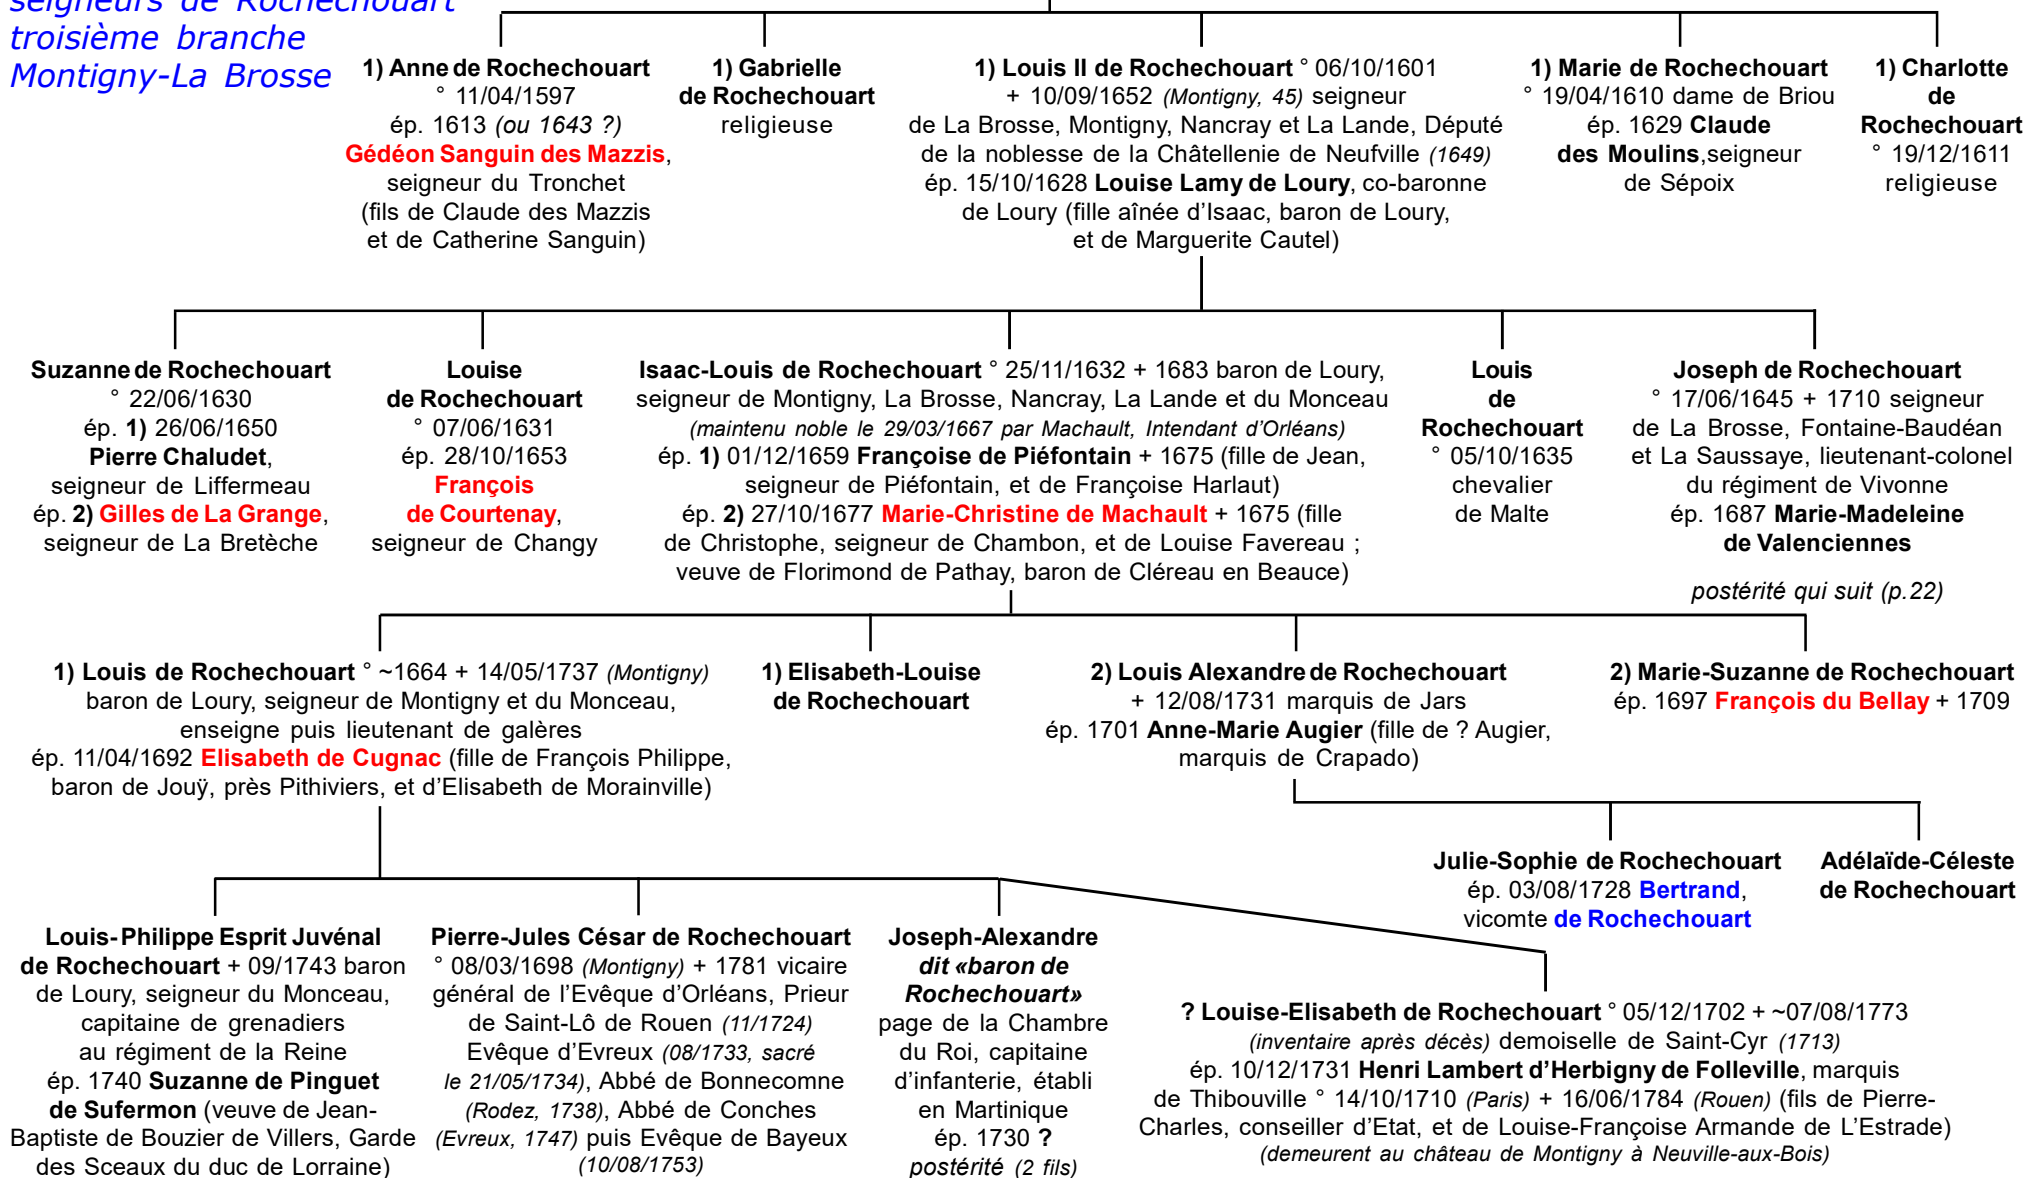 seigneurs de Rochechouart
troisième branche
Montigny-La Brosse
1) Anne de Rochechouart
° 11/04/1597
ép. 1613 (ou 1643 ?)
Gédéon Sanguin des Mazzis,
seigneur du Tronchet
(fils de Claude des Mazzis
et de Catherine Sanguin)
1) Gabrielle
de Rochechouart
religieuse
1) Louis II de Rochechouart ° 06/10/1601
+ 10/09/1652 (Montigny, 45) seigneur
de La Brosse, Montigny, Nancray et La Lande, Député
de la noblesse de la Châtellenie de Neufville (1649)
ép. 15/10/1628 Louise Lamy de Loury, co-baronne
de Loury (fille aînée d’Isaac, baron de Loury,
et de Marguerite Cautel)
1) Marie de Rochechouart
° 19/04/1610 dame de Briou
ép. 1629 Claude
des Moulins,seigneur
de Sépoix
1) Charlotte
de
Rochechouart
° 19/12/1611
religieuse
Suzanne de Rochechouart
° 22/06/1630
ép. 1) 26/06/1650
Pierre Chaludet,
seigneur de Liffermeau
ép. 2) Gilles de La Grange,
seigneur de La Bretèche
Louise
de Rochechouart
° 07/06/1631
ép. 28/10/1653
François
de Courtenay,
seigneur de Changy
Isaac-Louis de Rochechouart ° 25/11/1632 + 1683 baron de Loury,
seigneur de Montigny, La Brosse, Nancray, La Lande et du Monceau
(maintenu noble le 29/03/1667 par Machault, Intendant d’Orléans)
ép. 1) 01/12/1659 Françoise de Piéfontain + 1675 (fille de Jean,
seigneur de Piéfontain, et de Françoise Harlaut)
ép. 2) 27/10/1677 Marie-Christine de Machault + 1675 (fille
de Christophe, seigneur de Chambon, et de Louise Favereau ;
veuve de Florimond de Pathay, baron de Cléreau en Beauce)
Louis
de
Rochechouart
° 05/10/1635
chevalier
de Malte
Joseph de Rochechouart
° 17/06/1645 + 1710 seigneur
de La Brosse, Fontaine-Baudéan
et La Saussaye, lieutenant-colonel
du régiment de Vivonne
ép. 1687 Marie-Madeleine
de Valenciennes
postérité qui suit (p.22)
1) Louis de Rochechouart ° ~1664 + 14/05/1737 (Montigny)
baron de Loury, seigneur de Montigny et du Monceau,
enseigne puis lieutenant de galères
ép. 11/04/1692 Elisabeth de Cugnac (fille de François Philippe,
baron de Jouÿ, près Pithiviers, et d’Elisabeth de Morainville)
1) Elisabeth-Louise
de Rochechouart
2) Louis Alexandre de Rochechouart
+ 12/08/1731 marquis de Jars
ép. 1701 Anne-Marie Augier (fille de ? Augier,
marquis de Crapado)
2) Marie-Suzanne de Rochechouart
ép. 1697 François du Bellay + 1709
Julie-Sophie de Rochechouart
ép. 03/08/1728 Bertrand,
vicomte de Rochechouart
Adélaïde-Céleste
de Rochechouart
Louis-Philippe Esprit Juvénal
de Rochechouart + 09/1743 baron
de Loury, seigneur du Monceau,
capitaine de grenadiers
au régiment de la Reine
ép. 1740 Suzanne de Pinguet
de Sufermon (veuve de Jean-
Baptiste de Bouzier de Villers, Garde
des Sceaux du duc de Lorraine)
Pierre-Jules César de Rochechouart
° 08/03/1698 (Montigny) + 1781 vicaire
général de l’Evêque d’Orléans, Prieur
de Saint-Lô de Rouen (11/1724)
Evêque d’Evreux (08/1733, sacré
le 21/05/1734), Abbé de Bonnecomne
(Rodez, 1738), Abbé de Conches
(Evreux, 1747) puis Evêque de Bayeux
(10/08/1753)
Joseph-Alexandre
dit «baron de
Rochechouart»
page de la Chambre
du Roi, capitaine
d’infanterie, établi
en Martinique
ép. 1730 ?
postérité (2 fils)
? Louise-Elisabeth de Rochechouart ° 05/12/1702 + ~07/08/1773
(inventaire après décès) demoiselle de Saint-Cyr (1713)
ép. 10/12/1731 Henri Lambert d’Herbigny de Folleville, marquis
de Thibouville ° 14/10/1710 (Paris) + 16/06/1784 (Rouen) (fils de Pierre-
Charles, conseiller d’Etat, et de Louise-Françoise Armande de L’Estrade)
(demeurent au château de Montigny à Neuville-aux-Bois)